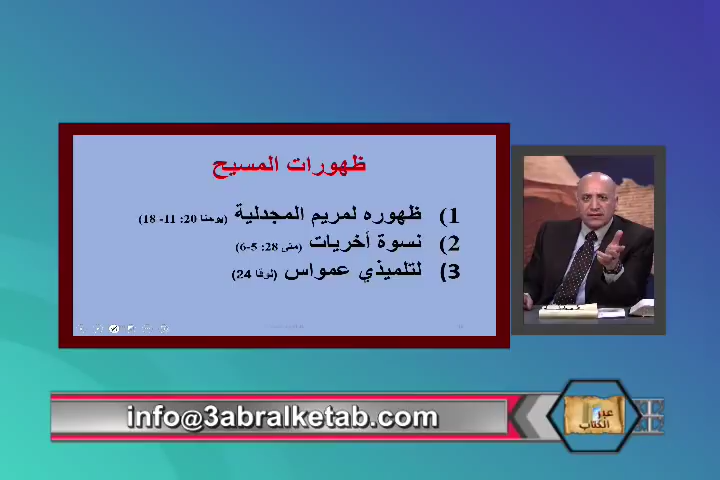 ظهورات المسيح
1) ظهوره لمريم المجدلية (يوحنا 20: 11- 18)
2) نسوة أخريات (متى 28: 5-6)
3) لتلميذي عمواس (لوقا 24)
info@3abralketab.com
عبر الكتاب